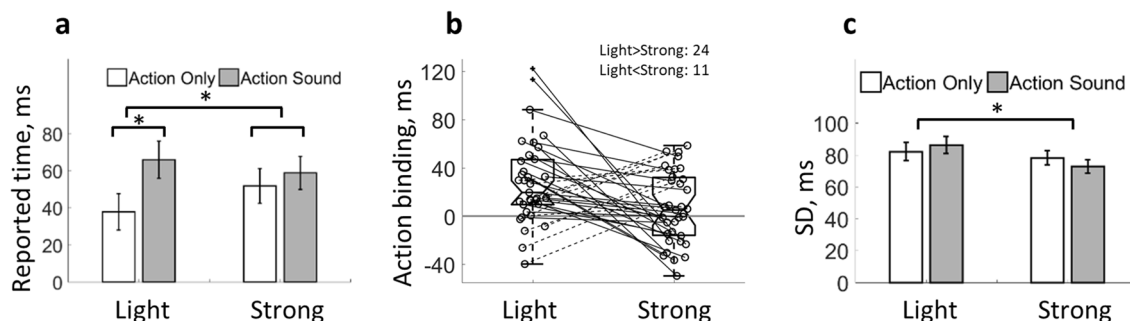 a
Action Only
Action Sound
*
*
Reported time, ms
80
60
40
20
0
Light
Strong
b
Light>Strong: 24
Light<Strong: 11
Action binding, ms
120
80
40
0
-40
Light
Strong
c
Action Only
Action Sound
*
SD, ms
100
80
60
40
20
0
Light
Strong